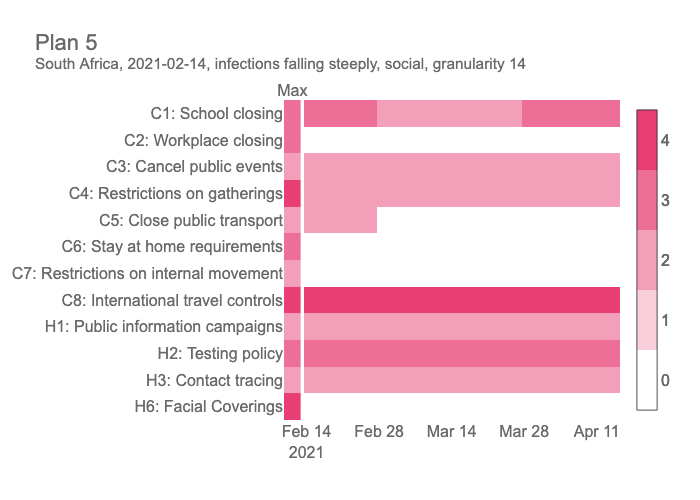 Plan 5
South Africa, 2021-02-14, infections falling steeply, social, granularity 14
Max
C1: School closing
C2: Workplace closing
C3: Cancel public events
C4: Restrictions on gatherings
C5: Close public transport
C6: Stay at home requirements
C7: Restrictions on internal movement
C8: International travel controls
H1: Public information campaigns
H2: Testing policy
H3: Contact tracing
H6: Facial Coverings
4
3
2
1
0
Feb 14 Feb 28 Mar 14 Mar 28 Apr 11
2021